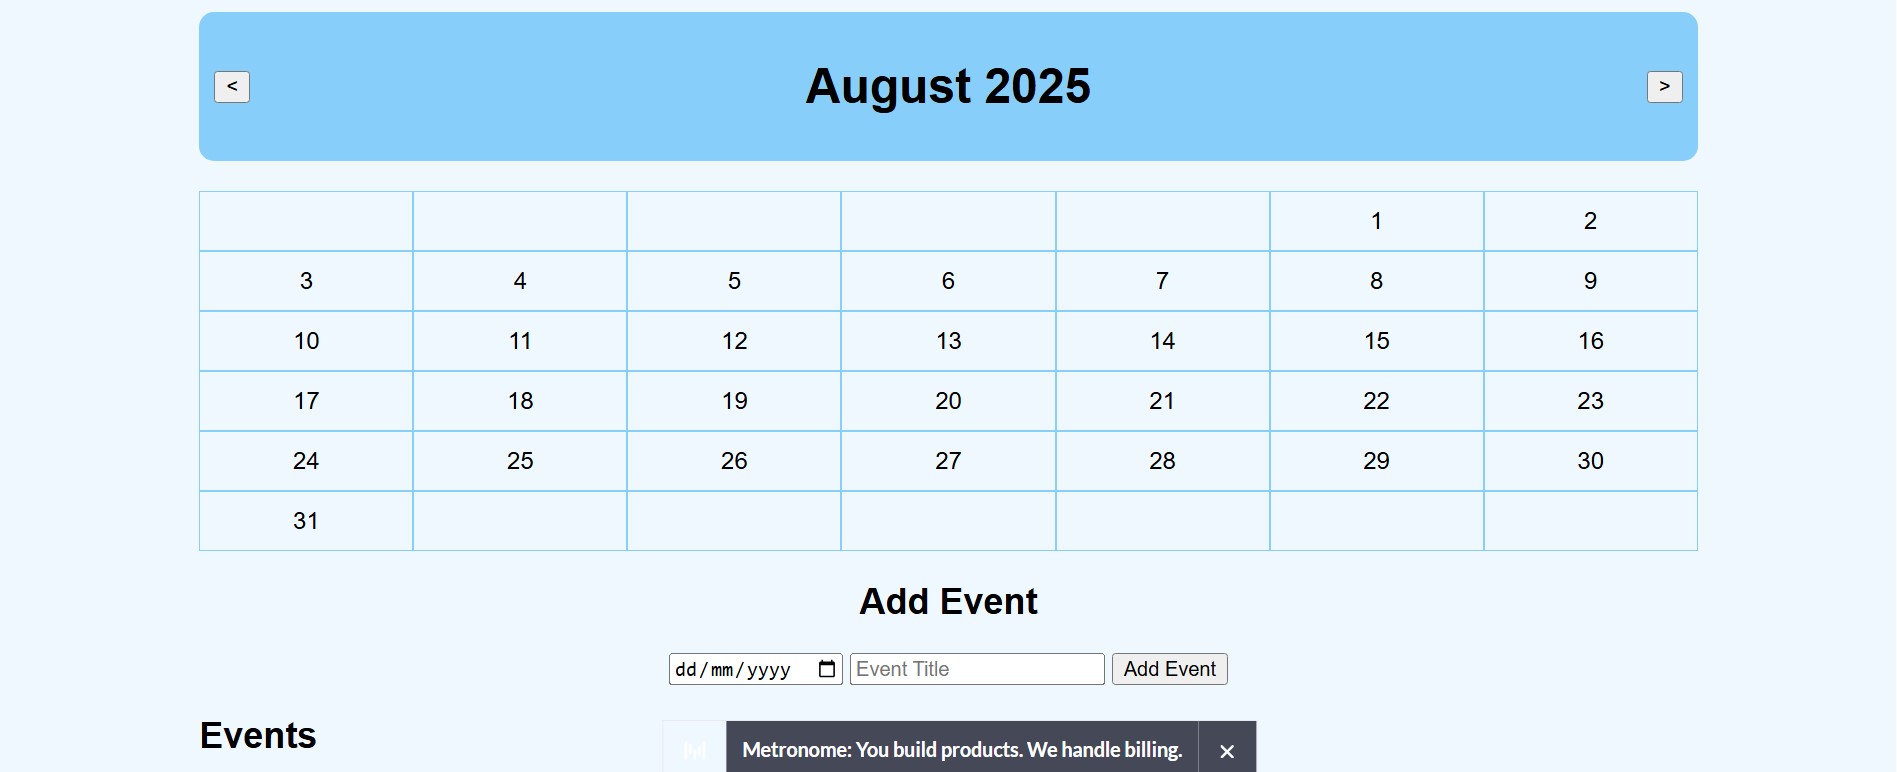 < August 2025 >
1 2
3 4 5 6 7 8 9
10 11 12 13 14 15 16
17 18 19 20 21 22 23
24 25 26 27 28 29 30
31
Add Event
dd/mm/yyyy Event Title Add Event
Events
Metronome: You build products. We handle billing. ×